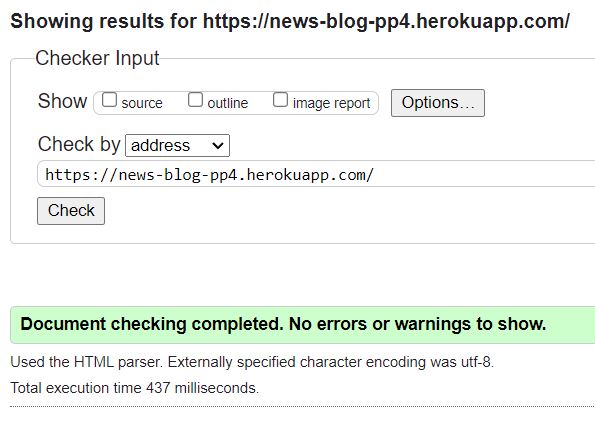 Showing results for https://news-blog-pp4.herokuapp.com/
Checker Input
Show source outline image report Options...
Check by address
https://news-blog-pp4.herokuapp.com/
Check
Document checking completed. No errors or warnings to show.
Used the HTML parser. Externally specified character encoding was utf-8.
Total execution time 437 milliseconds.